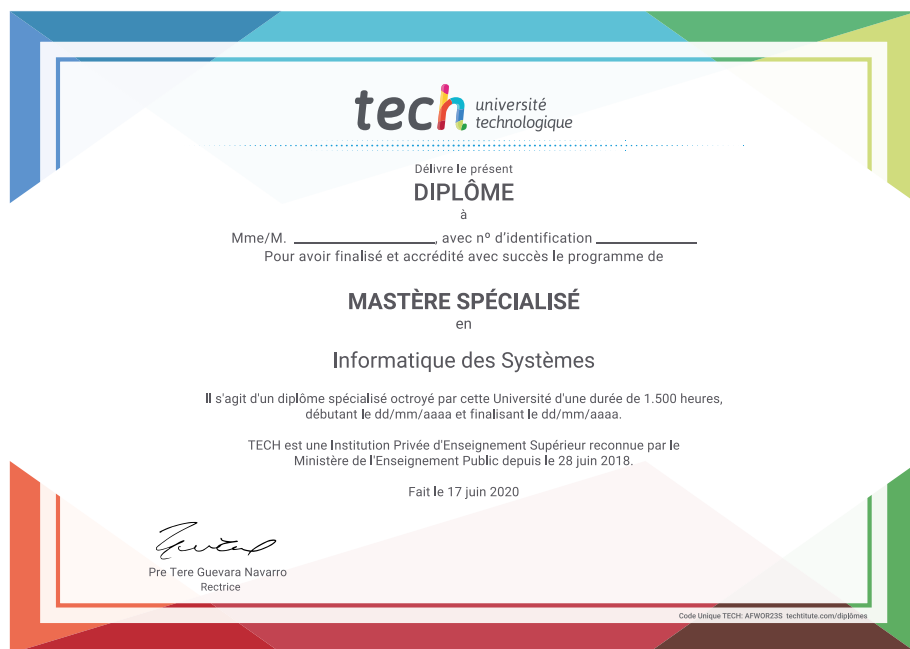 tech université
technologique
Délivre le présent
DIPLÔME
à
Mme/M. ____________________, avec nº d'identification ______________
Pour avoir finalisé et accrédité avec succès le programme de
MASTÈRE SPÉCIALISÉ
en
Informatique des Systèmes
Il s'agit d'un diplôme spécialisé octroyé par cette Université d'une durée de 1.500 heures,
débutant le dd/mm/aaaa et finalisant le dd/mm/aaaa.
TECH est une Institution Privée d'Enseignement Supérieur reconnue par le
Ministère de l'Enseignement Public depuis le 28 juin 2018.
Fait le 17 juin 2020
Pre Tere Guevara Navarro
Rectrice
Code Unique TECH: AFWOR23S techtitute.com/diplômes